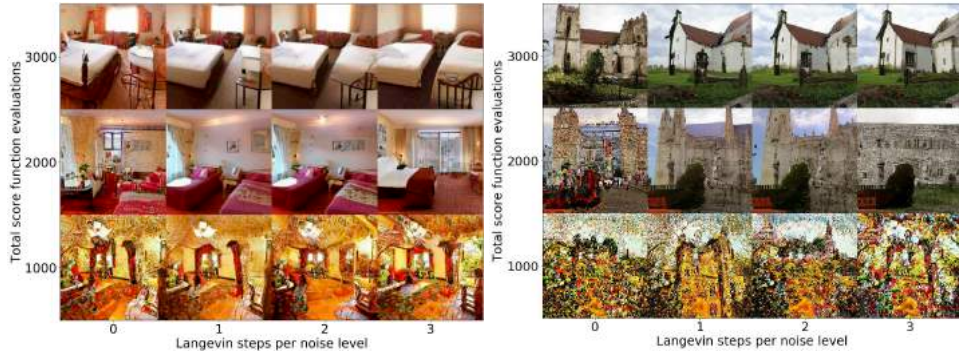 Total score function evaluations
3000
2000
1000
0 1 2 3
Langevin steps per noise level
Total score function evaluations
3000
2000
1000
0 1 2 3
Langevin steps per noise level